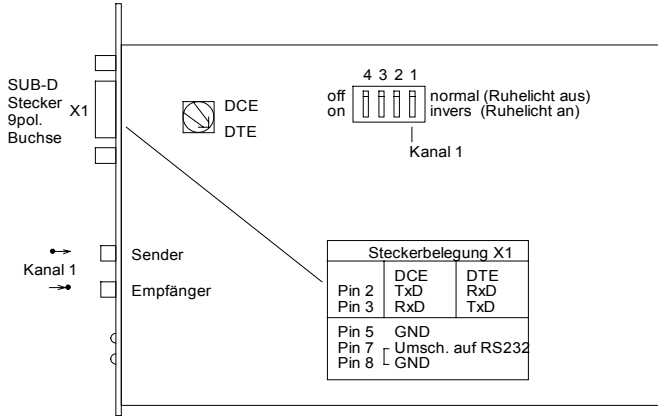 SUB-D
Stecker X1
9pol.
Buchse
DCE
DTE
4 3 2 1
off normal (Ruhelicht aus)
on invers (Ruhelicht an)
Kanal 1
Sender
Kanal 1
Empfänger
Steckerbelegung X1
DCE DTE
Pin 2 TxD RxD
Pin 3 RxD TxD
Pin 5 GND
Pin 7 Umsch. auf RS232
Pin 8 GND